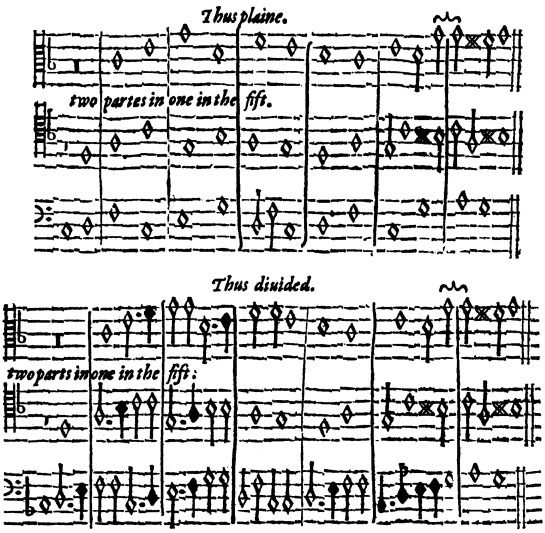 Thus plaine.
two partes in one in the fift.
Thus diuided.
two parts in one in the fift: